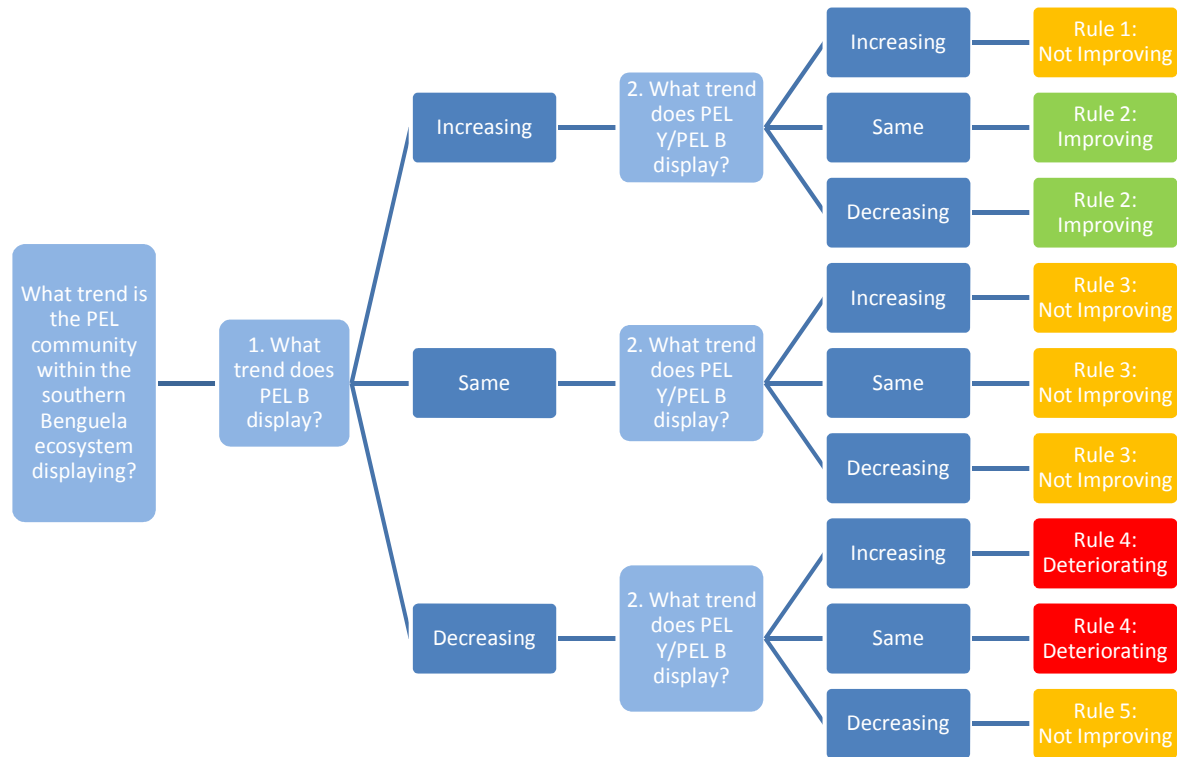 What trend is
the PEL
community
within the
southern
Benguela
ecosystem
displaying?
1. What
trend does
PEL B
display?
Increasing
2. What trend
does PEL
Y/PEL B
display?
Increasing
Rule 1:
Not Improving
Same
Rule 2:
Improving
Decreasing
Rule 2:
Improving
Same
2. What trend
does PEL
Y/PEL B
display?
Increasing
Rule 3:
Not Improving
Same
Rule 3:
Not Improving
Decreasing
Rule 3:
Not Improving
Decreasing
2. What trend
does PEL
Y/PEL B
display?
Increasing
Rule 4:
Deteriorating
Same
Rule 4:
Deteriorating
Decreasing
Rule 5:
Not Improving